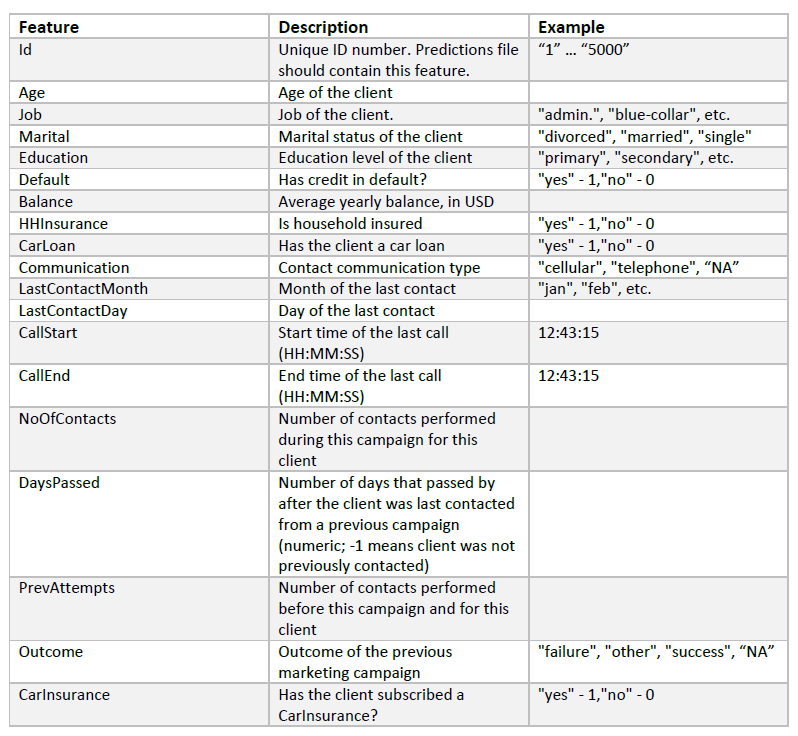 Feature Description Example
Id Unique ID number. Predictions file “1” … “5000”
should contain this feature.
Age Age of the client
Job Job of the client. "admin.", "blue-collar", etc.
Marital Marital status of the client "divorced", "married", "single"
Education Education level of the client "primary", "secondary", etc.
Default Has credit in default? "yes" - 1,"no" - 0
Balance Average yearly balance, in USD
HHInsurance Is household insured "yes" - 1,"no" - 0
CarLoan Has the client a car loan "yes" - 1,"no" - 0
Communication Contact communication type "cellular", "telephone", “NA”
LastContactMonth Month of the last contact "jan", "feb", etc.
LastContactDay Day of the last contact
CallStart Start time of the last call 12:43:15
(HH:MM:SS)
CallEnd End time of the last call 12:43:15
(HH:MM:SS)
NoOfContacts Number of contacts performed
during this campaign for this
client
DaysPassed Number of days that passed by
after the client was last contacted
from a previous campaign
(numeric; -1 means client was not
previously contacted)
PrevAttempts Number of contacts performed
before this campaign and for this
client
Outcome Outcome of the previous "failure", "other", "success", “NA”
marketing campaign
CarInsurance Has the client subscribed a "yes" - 1,"no" - 0
CarInsurance?